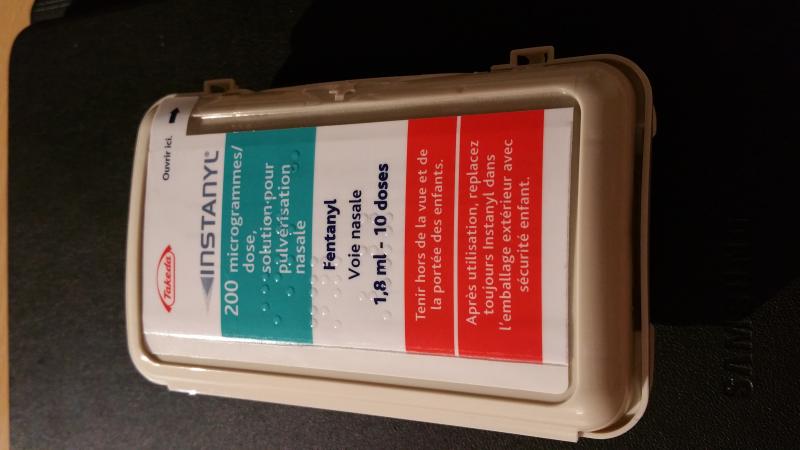 Ouvrir ici.
Takeda
INSTANYL®
200 microgrammes/
dose,
solution pour
pulvérisation
nasale
Fentanyl
Voie nasale
1,8 ml - 10 doses
Tenir hors de la vue et de
la portée des enfants.
Après utilisation, replacez
toujours Instanyl dans
l'emballage extérieur avec
sécurité enfant.